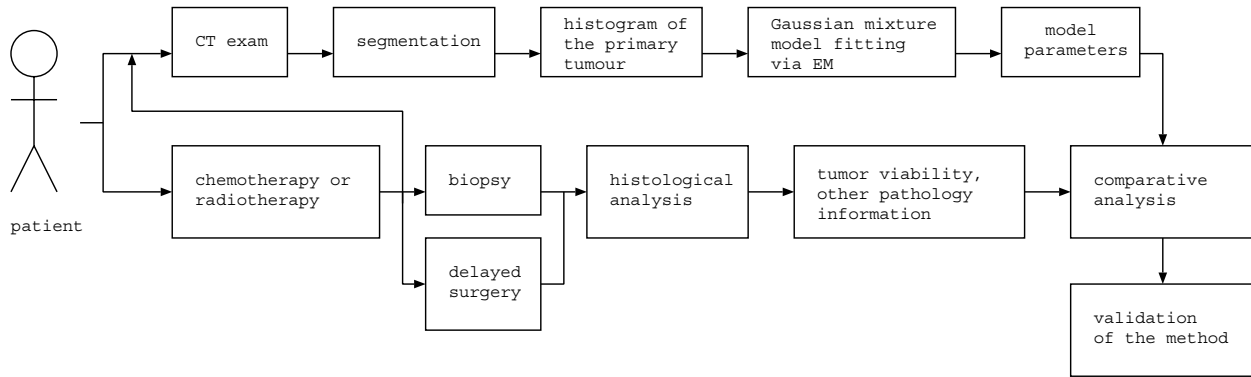 CT exam
segmentation
histogram of
the primary
tumour
Gaussian mixture
model fitting
via EM
model
parameters
patient
chemotherapy or
radiotherapy
biopsy
delayed
surgery
histological
analysis
tumor viability,
other pathology
information
comparative
analysis
validation
of the method